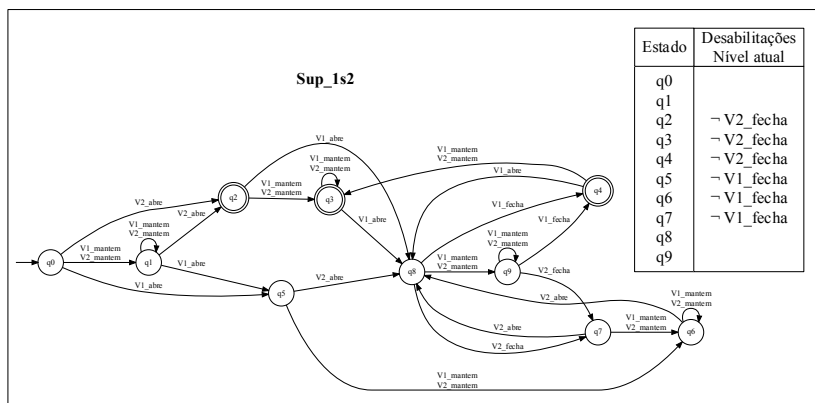 Sup_1s2
Estado
Desabilitações
Nível atual
q0
q1
q2 ¬ V2_fecha
q3 ¬ V2_fecha
q4 ¬ V2_fecha
q5 ¬ V1_fecha
q6 ¬ V1_fecha
q7 ¬ V1_fecha
q8
q9
V1_abre
V1_mantem
V2_mantem
V1_mantem
V2_mantem
V1_abre
q4
q2
V1_mantem
V2_mantem
q3
V1_fecha
V2_abre
V2_abre
V1_abre
V1_fecha
V1_mantem
V2_mantem
V1_mantem
V2_mantem
q0
V1_mantem
V2_mantem
q1
q8
V1_mantem
V2_mantem
q9
V1_abre
V1_abre
V2_abre
V2_fecha
q5
V2_abre
V1_mantem
V2_mantem
V2_abre
q7
V1_mantem
V2_mantem
q6
V2_fecha
V1_mantem
V2_mantem